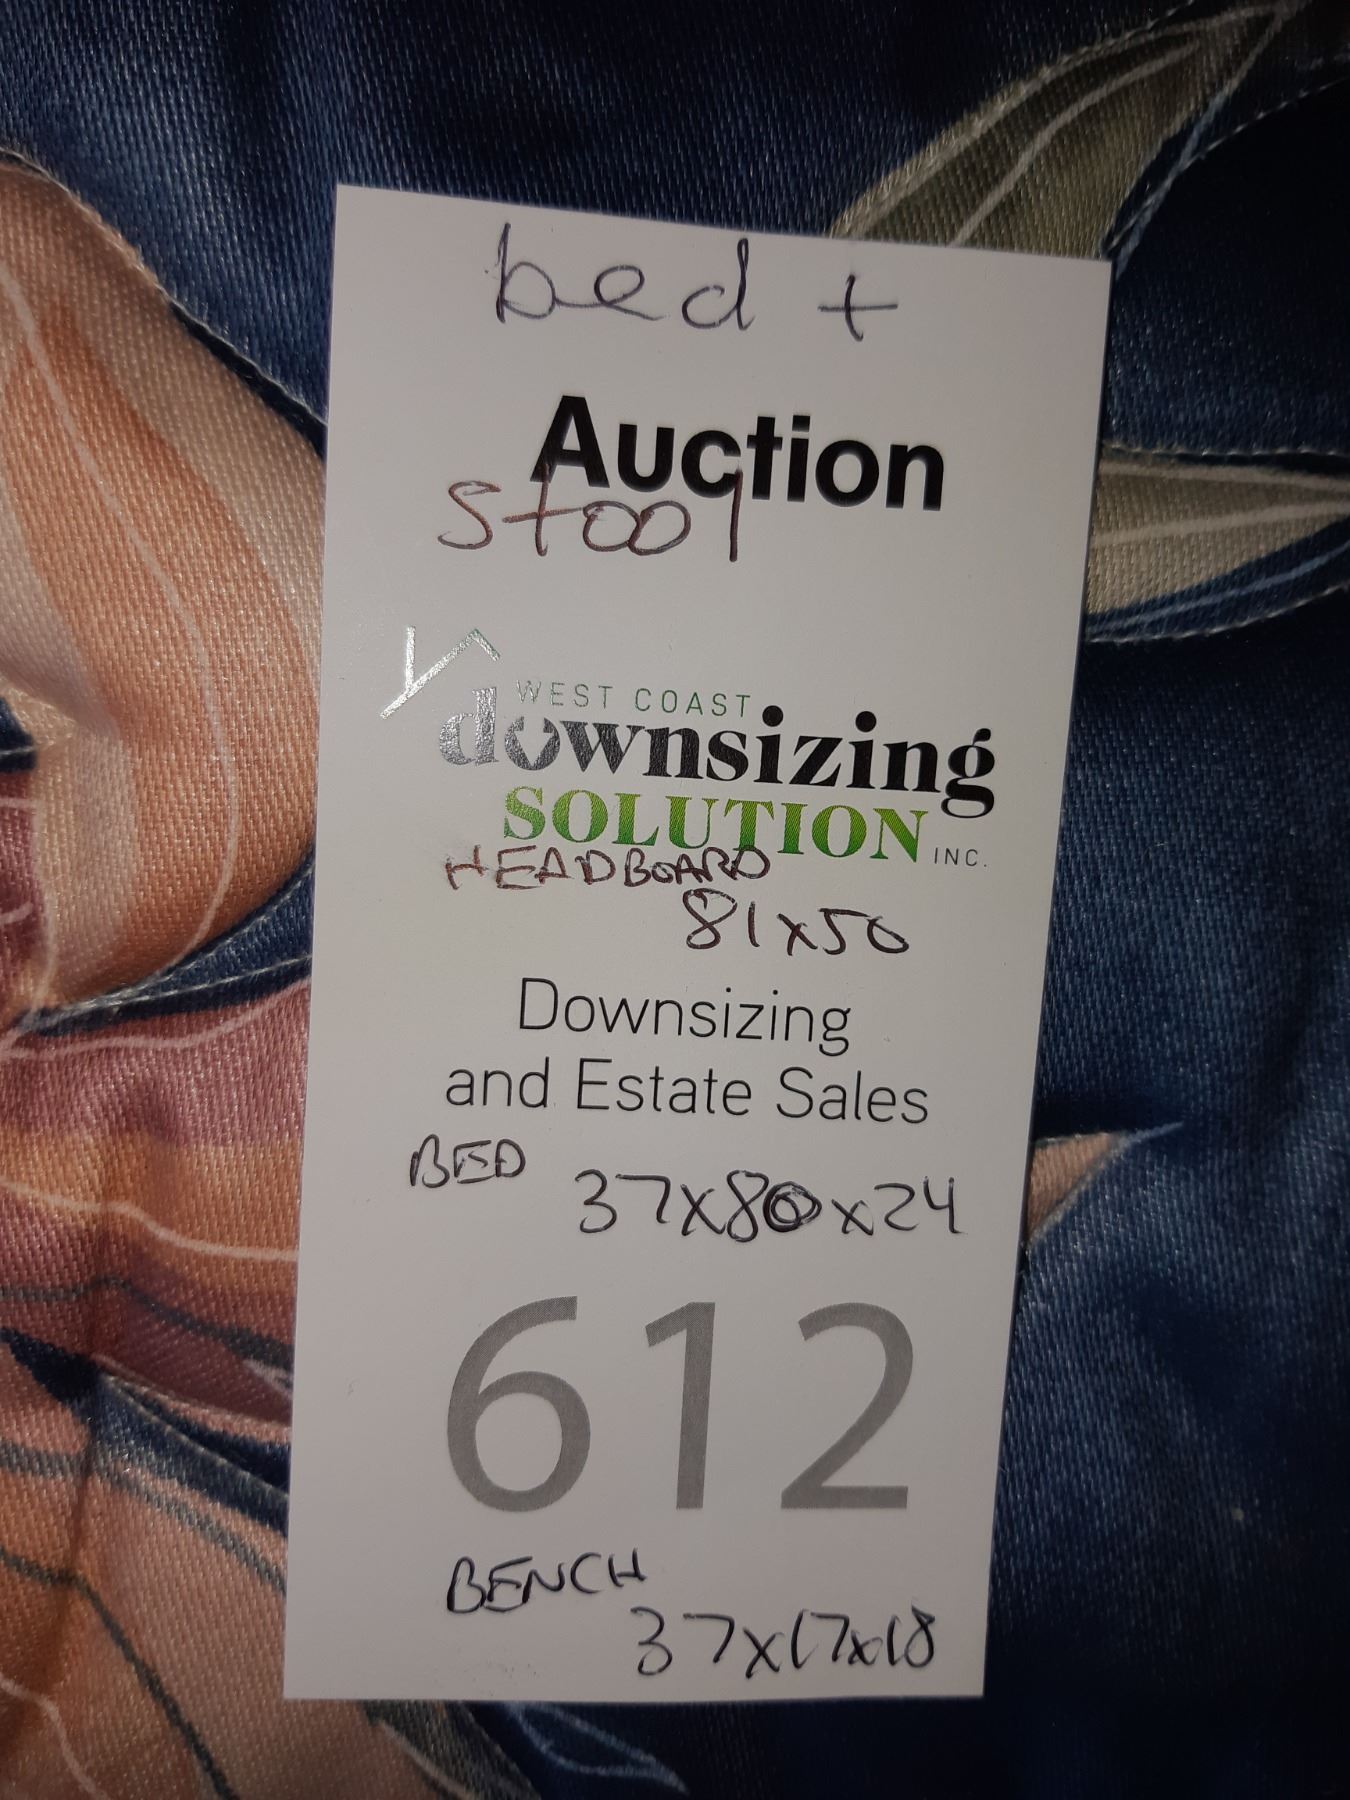 bed +
Auction
stool
WEST COAST
downsizing
SOLUTION INC.
HEADBOARD
81x50
Downsizing
and Estate Sales
BED 37x80x24
612
BENCH
37x17x18